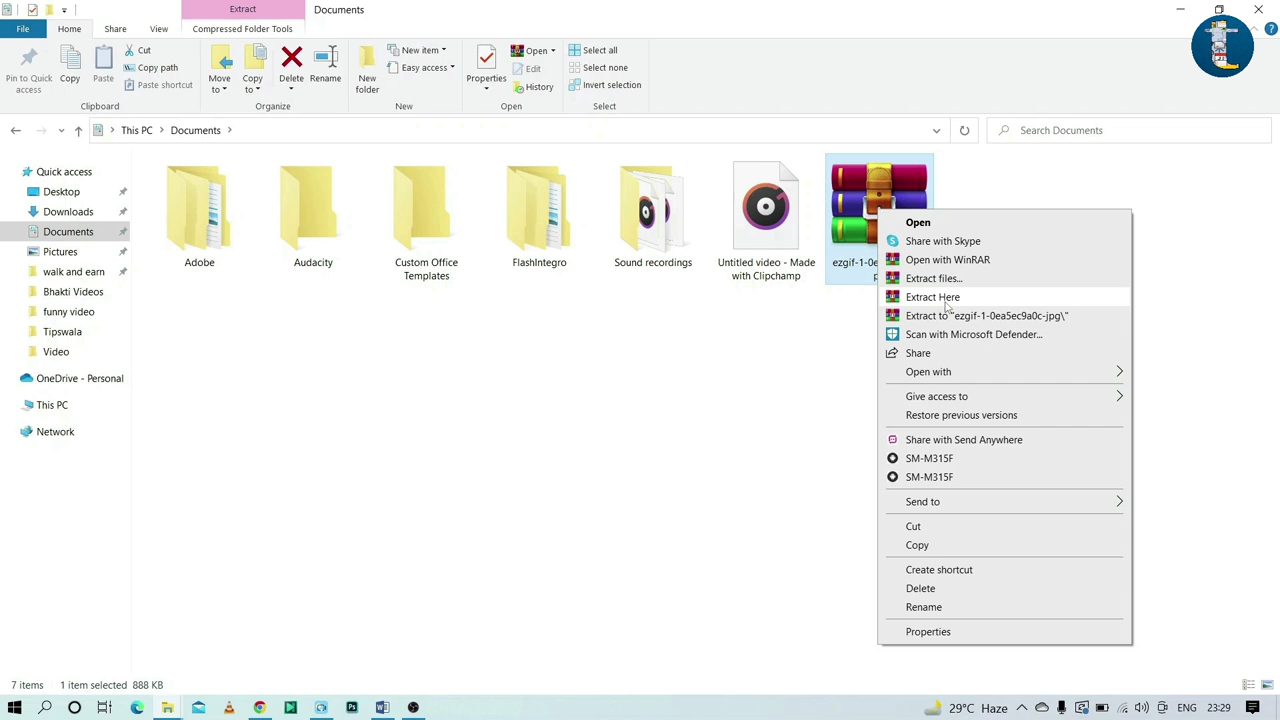 Extract
Documents
File
Home
Share
View
Compressed Folder Tools
Pin to Quick
access
Copy
Paste
Cut
Copy path
Paste shortcut
Clipboard
Move
to
Copy
to
Delete
Rename
Organize
New
folder
New item
Easy access
New
Properties
Open
Edit
History
Open
Select all
Select none
Invert selection
Select
This PC
Documents
Search Documents
Quick access
Desktop
Downloads
Documents
Pictures
walk and earn
Bhakti Videos
funny video
Tipswala
Video
OneDrive - Personal
This PC
Network
Adobe
Audacity
Custom Office
Templates
FlashIntegro
Sound recordings
Untitled video - Made
with Clipchamp
Open
Share with Skype
Open with WinRAR
Extract files...
Extract Here
Extract to "ezgif-1-0ea5ec9a0c-jpg\"
Scan with Microsoft Defender...
Share
Open with
Give access to
Restore previous versions
Share with Send Anywhere
SM-M315F
SM-M315F
Send to
Cut
Copy
Create shortcut
Delete
Rename
Properties
7 items
1 item selected 888 KB
29°C Haze
ENG
23:29